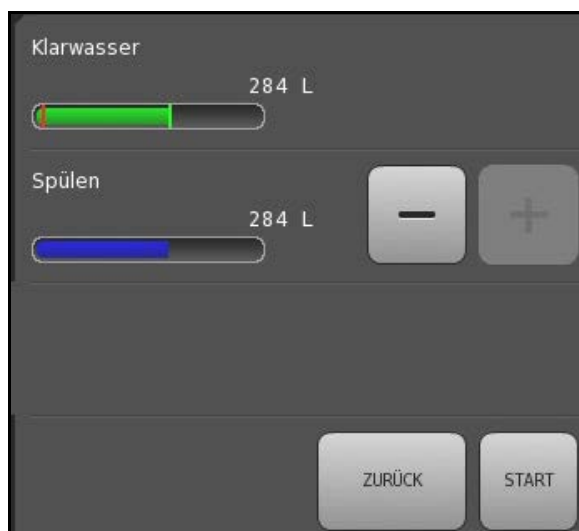 Klarwasser
284 L
Spülen
284 L
ZURÜCK
START